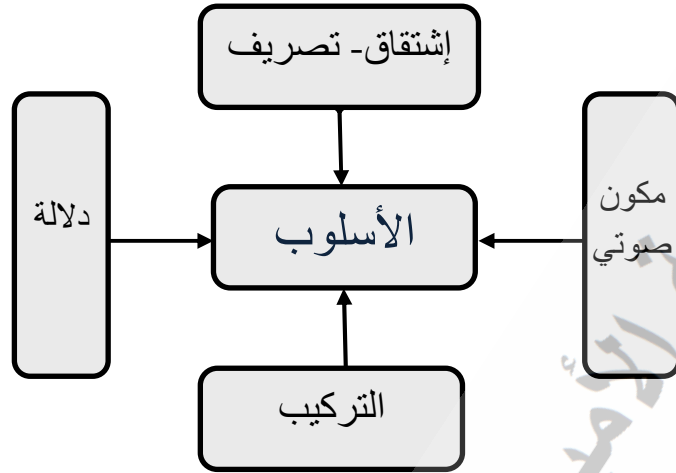 إشتقاق- تصريف
مكون
صوتي
الأسلوب
دلالة
التركيب